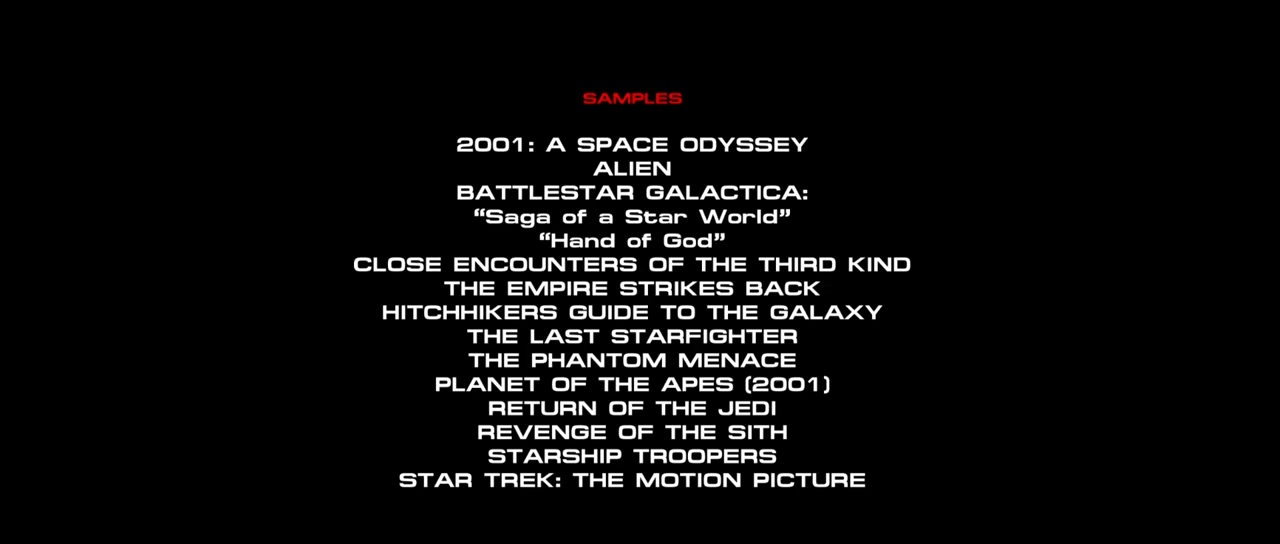 SAMPLES
2001: A SPACE ODYSSEY
ALIEN
BATTLESTAR GALACTICA:
“Saga of a Star World”
“Hand of God”
CLOSE ENCOUNTERS OF THE THIRD KIND
THE EMPIRE STRIKES BACK
HITCHHIKERS GUIDE TO THE GALAXY
THE LAST STARFIGHTER
THE PHANTOM MENACE
PLANET OF THE APES (2001)
RETURN OF THE JEDI
REVENGE OF THE SITH
STARSHIP TROOPERS
STAR TREK: THE MOTION PICTURE